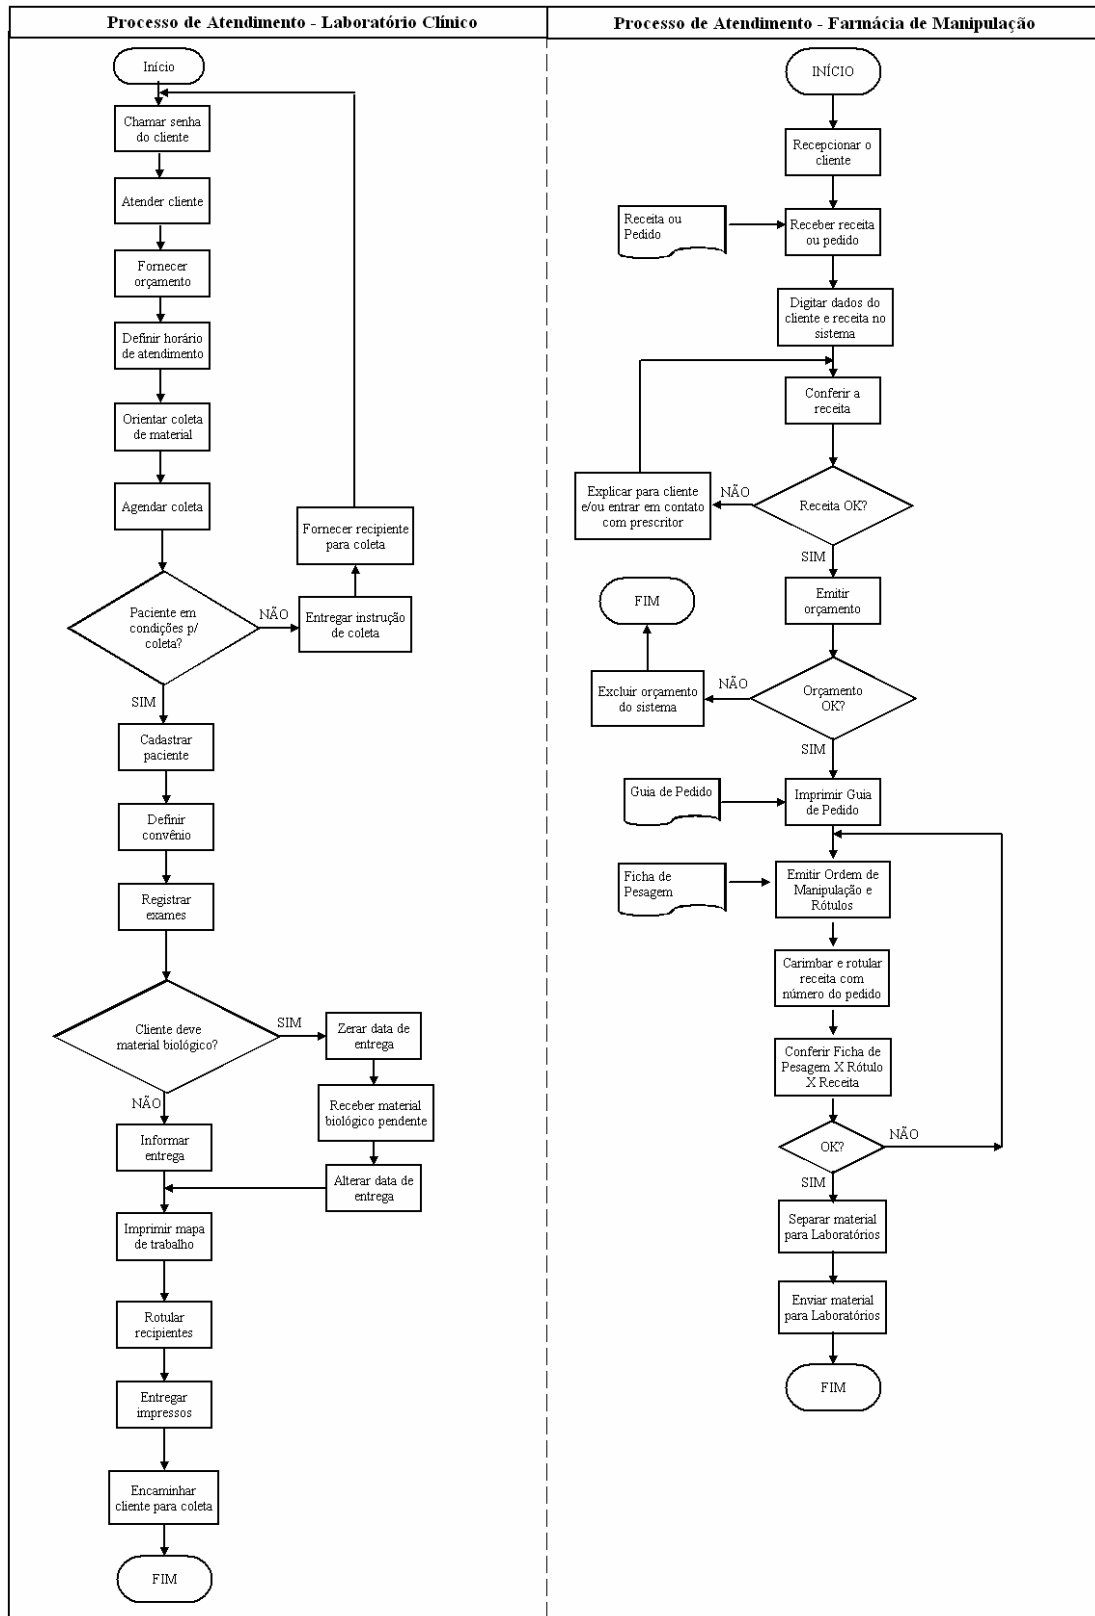 Processo de Atendimento - Laboratório Clínico
Início
Chamar senha
do cliente
Atender cliente
Fornecer
orçamento
Definir horário
de atendimento
Orientar coleta
de material
Agendar coleta
Fornecer recipiente
para coleta
Paciente em
condições p/
coleta?
NÃO
Entregar instrução
de coleta
SIM
Cadastrar
paciente
Definir
convênio
Registrar
exames
Cliente deve
material biológico?
SIM
Zerar data de
entrega
Receber material
biológico pendente
Alterar data de
entrega
NÃO
Informar
entrega
Imprimir mapa
de trabalho
Rotular
recipientes
Entregar
impressos
Encaminhar
cliente para coleta
FIM
Processo de Atendimento - Farmácia de Manipulação
INÍCIO
Recepcionar o
cliente
Receita ou
Pedido
Receber receita
ou pedido
Digitar dados do
cliente e receita no
sistema
Conferir a
receita
Receita OK?
NÃO
Explicar para cliente
e/ou entrar em contato
com prescritor
SIM
Emitir
orçamento
FIM
Orçamento
OK?
NÃO
Excluir orçamento
do sistema
SIM
Guia de Pedido
Imprimir Guia
de Pedido
Ficha de
Pesagem
Emitir Ordem de
Manipulação e
Rótulos
Carimbar e rotular
receita com
número do pedido
Conferir Ficha de
Pesagem X Rótulo
X Receita
OK?
NÃO
SIM
Separar material
para Laboratórios
Enviar material
para Laboratórios
FIM